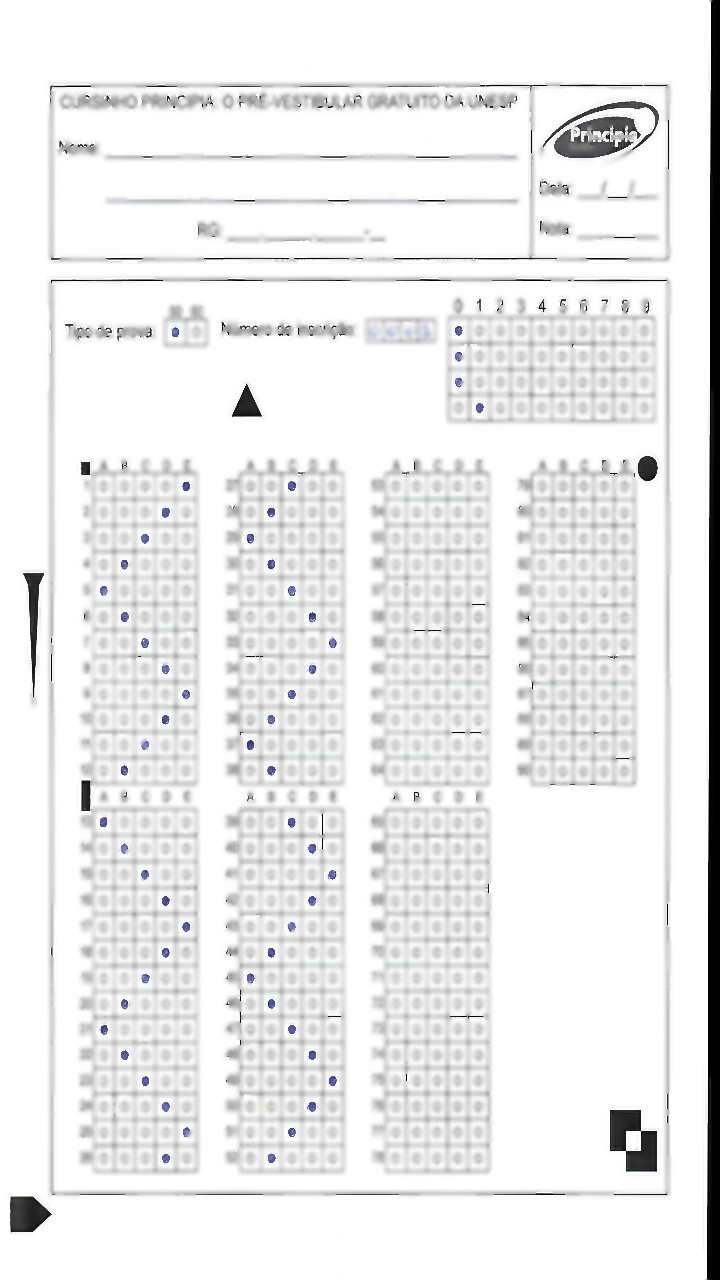 CURSINHO PRINCIPIA: O PRÉ-VESTIBULAR GRATUITO DA UNESP
Principia
Nome:
Data: __/__/__
RG:
Nota:
0 1 2 3 4 5 6 7 8 9
Tipo de prova: Número de inscrição:
A B C D E A B C D E A B C D E A B C D E
1 27 53 79
2 28 54 80
3 29 55 81
4 30 56 82
5 31 57 83
6 32 58 84
7 33 59 85
8 34 60 86
9 35 61 87
10 36 62 88
11 37 63 89
12 38 64 90
A B C D E A B C D E A B C D E
13 39 65
14 40 66
15 41 67
16 42 68
17 43 69
18 44 70
19 45 71
20 46 72
21 47 73
22 48 74
23 49 75
24 50 76
25 51 77
26 52 78